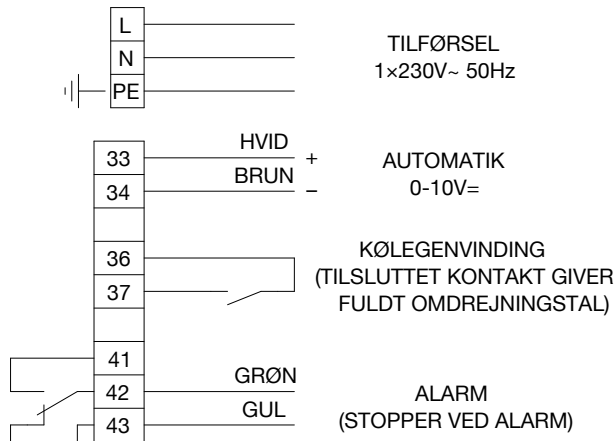 L
N
PE
TILFØRSEL
1×230V~ 50Hz
33 HVID +
34 BRUN −
AUTOMATIK
0-10V=
36
37
KØLEGENVINDING
(TILSLUTTET KONTAKT GIVER
FULDT OMDREJNINGSTAL)
41
42 GRØN
43 GUL
ALARM
(STOPPER VED ALARM)